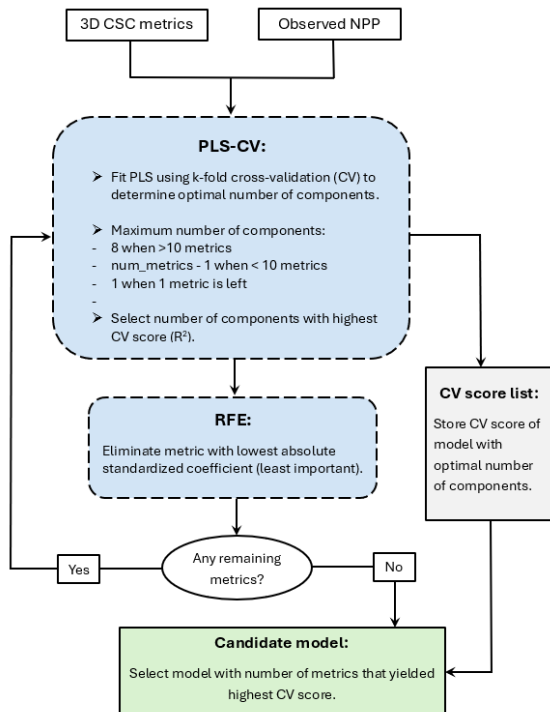 3D CSC metrics
Observed NPP
PLS-CV:
➤ Fit PLS using k-fold cross-validation (CV) to
determine optimal number of components.
➤ Maximum number of components:
- 8 when >10 metrics
- num_metrics - 1 when < 10 metrics
- 1 when 1 metric is left
-
➤ Select number of components with highest
CV score (R²).
RFE:
Eliminate metric with lowest absolute
standardized coefficient (least important).
CV score list:
Store CV score of
model with
optimal number
of components.
Any remaining
metrics?
Yes
No
Candidate model:
Select model with number of metrics that yielded
highest CV score.